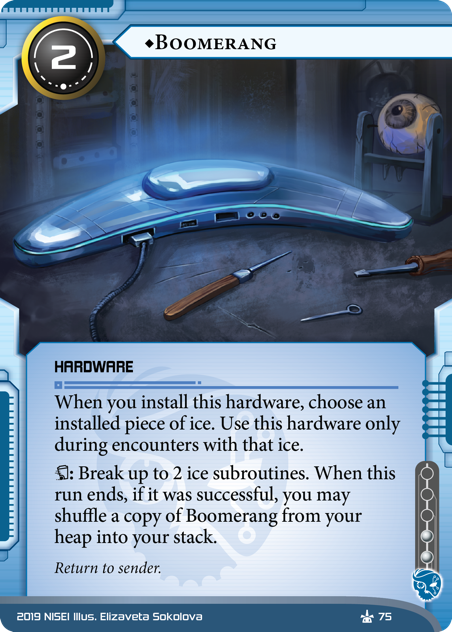 2
♦BOOMERANG
HARDWARE
When you install this hardware, choose an
installed piece of ice. Use this hardware only
during encounters with that ice.
: Break up to 2 ice subroutines. When this
run ends, if it was successful, you may
shuffle a copy of Boomerang from your
heap into your stack.
Return to sender.
2019 NISEI Illus. Elizaveta Sokolova
75